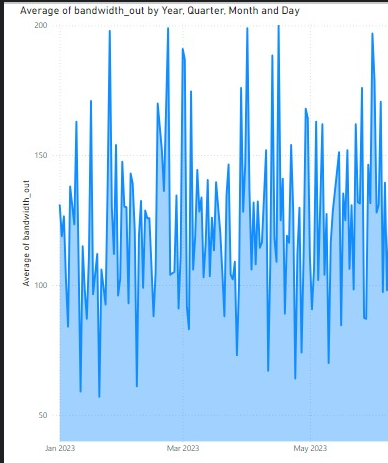 Average of bandwidth_out by Year, Quarter, Month and Day
200
150
100
50
Average of bandwidth_out
Jan 2023
Mar 2023
May 2023